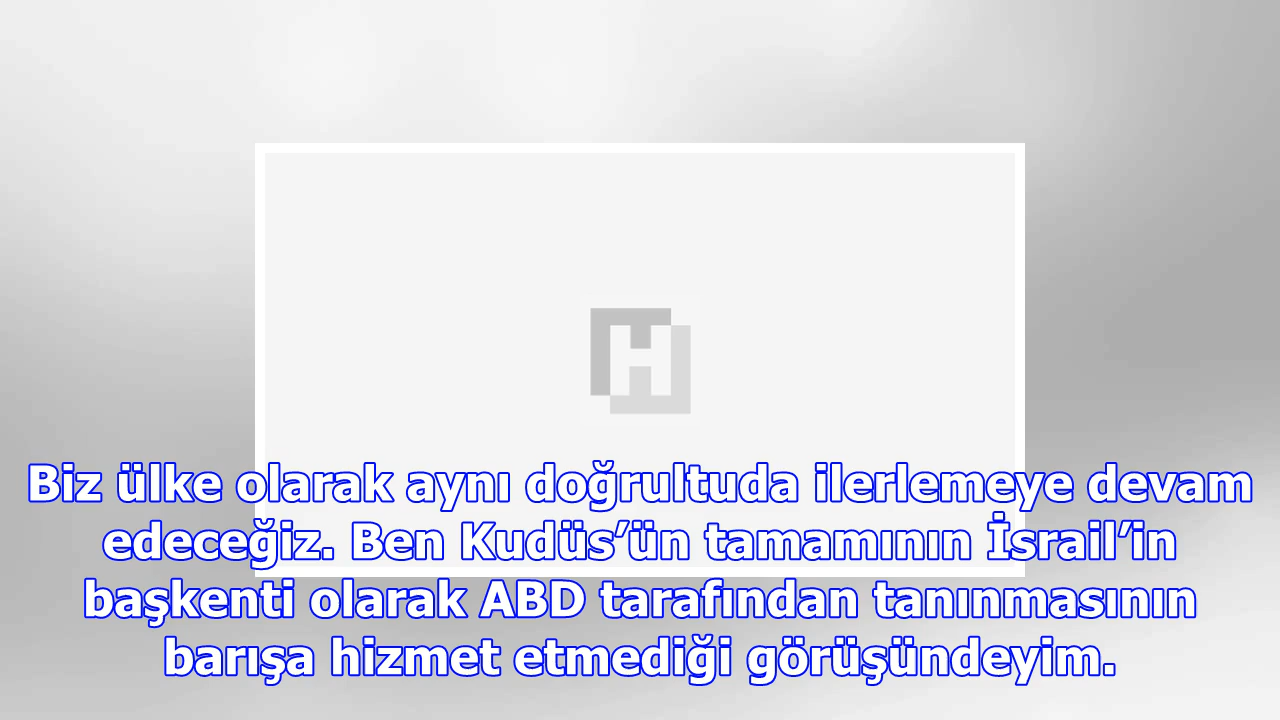 H
Biz ülke olarak aynı doğrultuda ilerlemeye devam
edeceğiz. Ben Kudüs’ün tamamının İsrail’in
başkenti olarak ABD tarafından tanınmasının
barışa hizmet etmediği görüşündeyim.